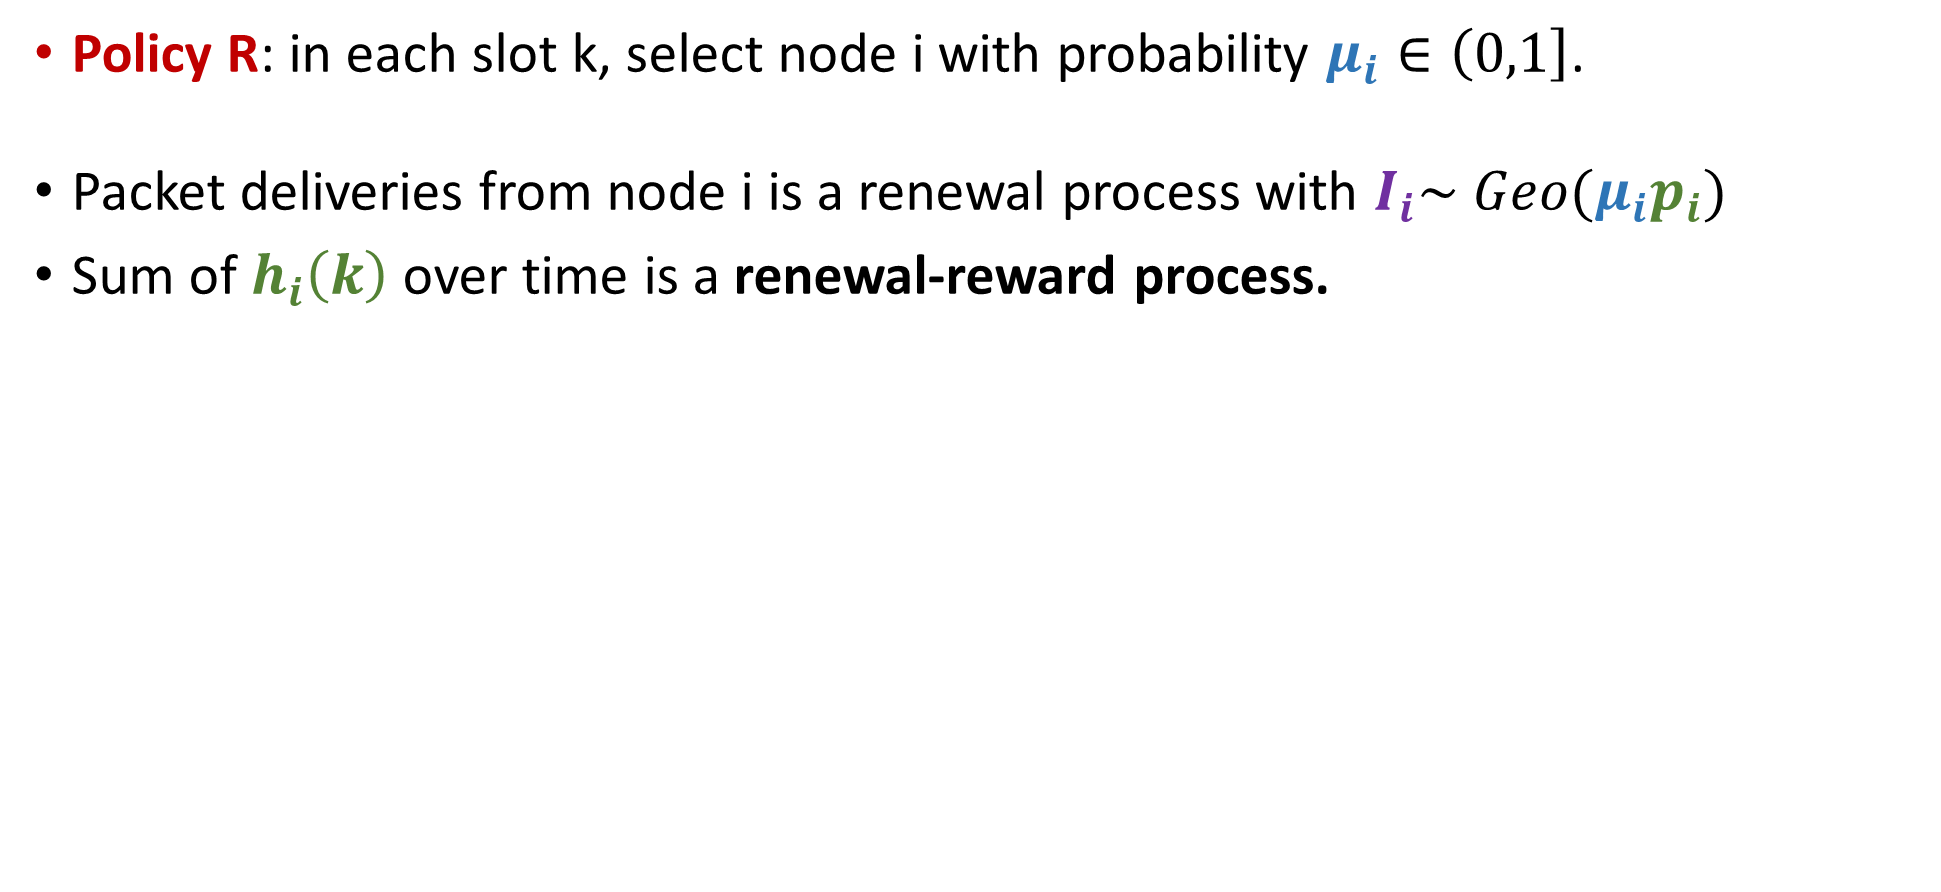 • Policy R: in each slot k, select node i with probability μᵢ ∈ (0,1].
• Packet deliveries from node i is a renewal process with Iᵢ~ Geo(μᵢpᵢ)
• Sum of hᵢ(k) over time is a renewal-reward process.